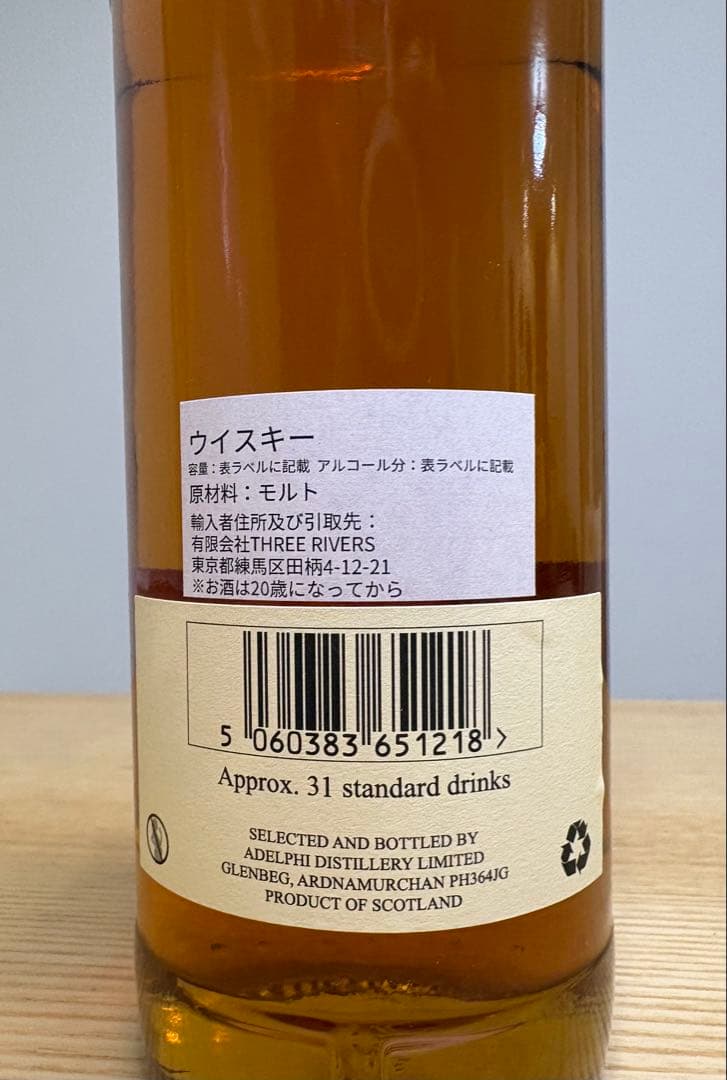 ウイスキー
容量：表ラベルに記載 アルコール分：表ラベルに記載
原材料：モルト
輸入者住所及び引取先：
有限会社THREE RIVERS
東京都練馬区田柄4-12-21
※お酒は20歳になってから
5 060383 651218 >
Approx. 31 standard drinks
SELECTED AND BOTTLED BY
ADELPHI DISTILLERY LIMITED
GLENBEG, ARDNAMURCHAN PH364JG
PRODUCT OF SCOTLAND